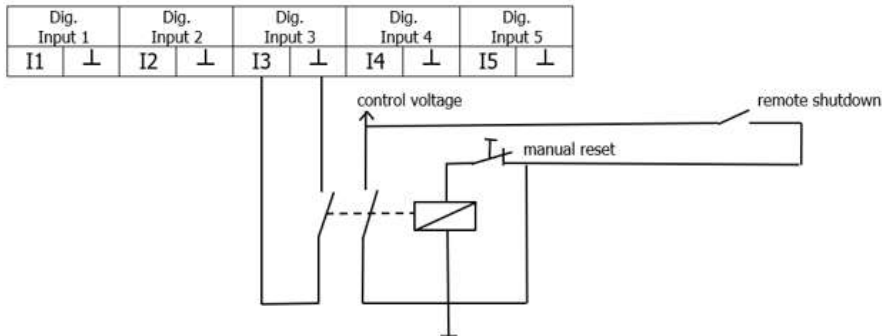 Dig. Dig. Dig. Dig. Dig.
Input 1 Input 2 Input 3 Input 4 Input 5
I1 ⊥ I2 ⊥ I3 ⊥ I4 ⊥ I5 ⊥
control voltage
remote shutdown
manual reset